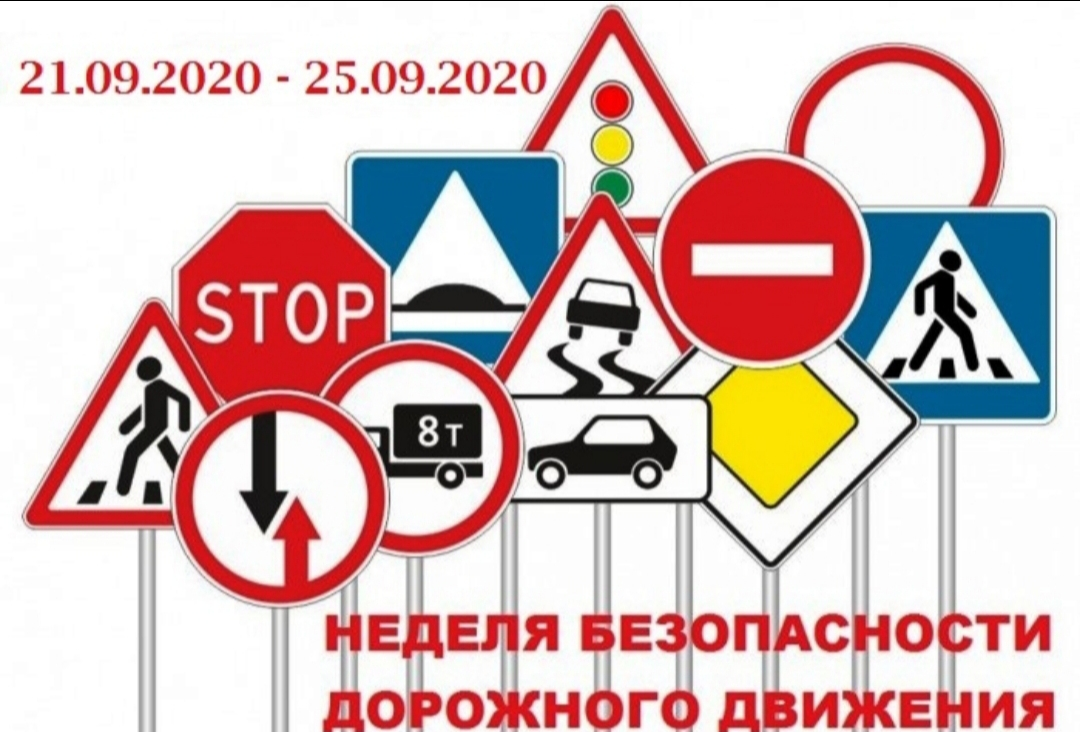 21.09.2020 - 25.09.2020
STOP
8т
НЕДЕЛЯ БЕЗОПАСНОСТИ
ДОРОЖНОГО ДВИЖЕНИЯ